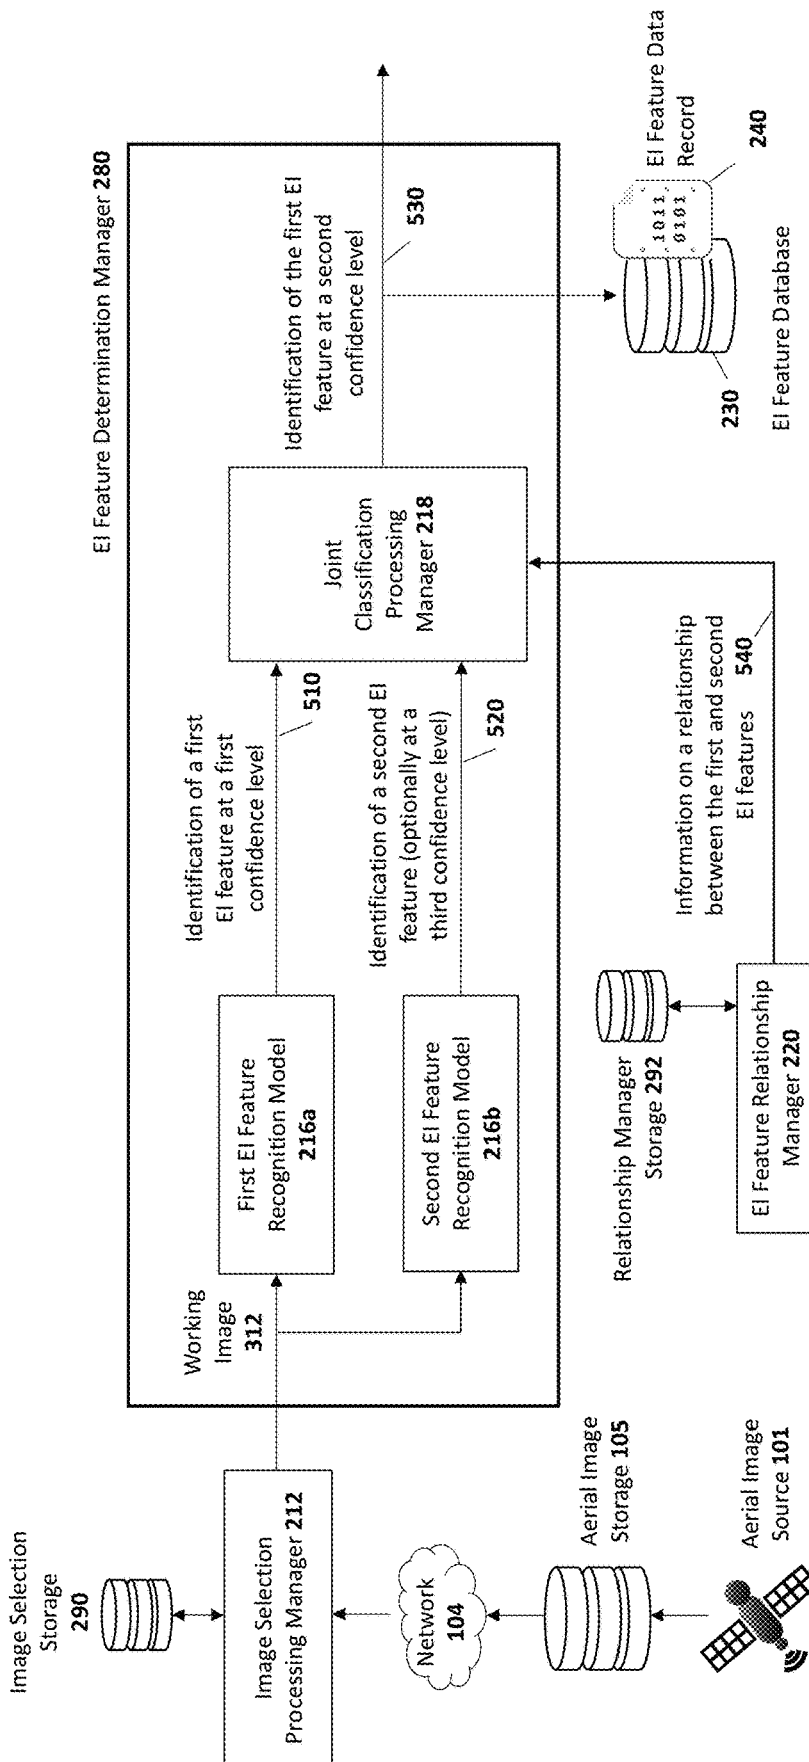 EI Feature Determination Manager 280
Image Selection
Storage
290
Image Selection
Processing Manager 212
Network
104
Aerial Image
Storage 105
Aerial Image
Source 101
Working
Image
312
First EI Feature
Recognition Model
216a
Second EI Feature
Recognition Model
216b
Identification of a first
EI feature at a first
confidence level
510
Identification of a second EI
feature (optionally at a
third confidence level)
520
Joint
Classification
Processing
Manager 218
Identification of the first EI
feature at a second
confidence level
530
Relationship Manager
Storage 292
EI Feature Relationship
Manager 220
Information on a relationship
between the first and second
EI features
540
EI Feature Data
Record
240
1011
0101
230
EI Feature Database